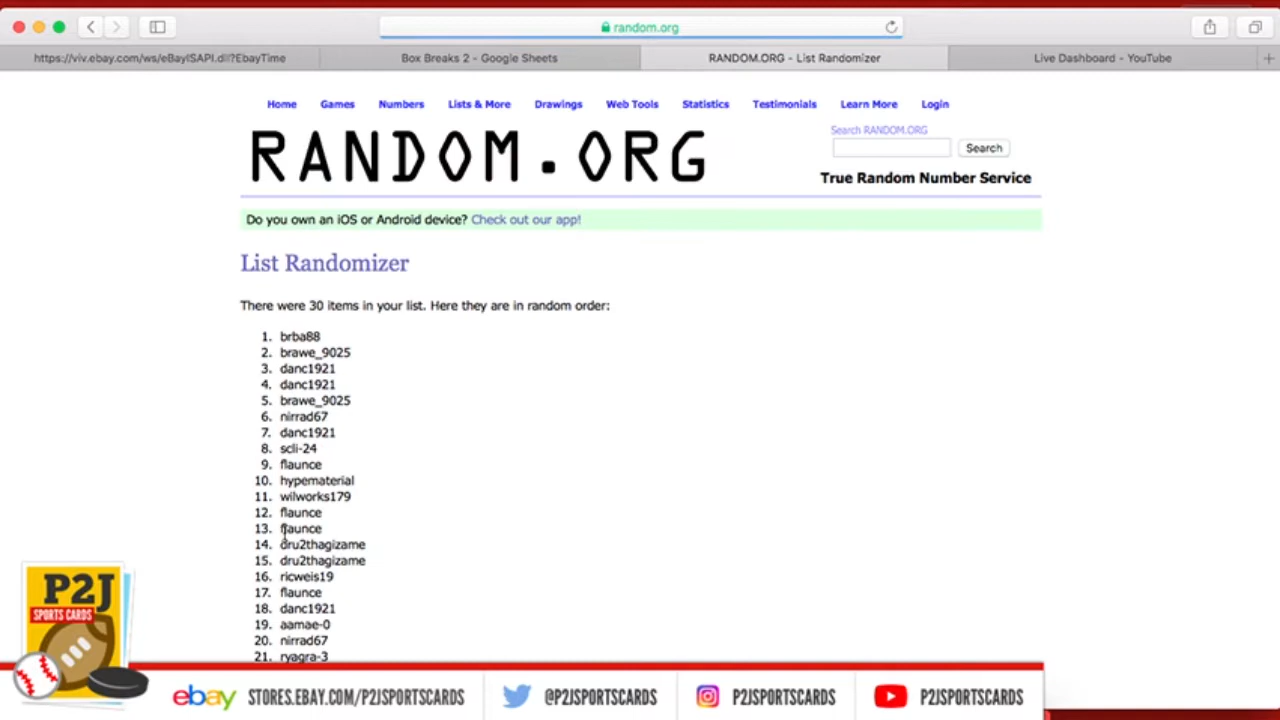 random.org
https://viv.ebay.com/ws/eBayISAPI.dll?EbayTime
Box Breaks 2 - Google Sheets
RANDOM.ORG - List Randomizer
Live Dashboard - YouTube
Home Games Numbers Lists & More Drawings Web Tools Statistics Testimonials Learn More Login
RANDOM.ORG
Search RANDOM.ORG
Search
True Random Number Service
Do you own an iOS or Android device? Check out our app!
List Randomizer
There were 30 items in your list. Here they are in random order:
1. brba88
2. brawe_9025
3. danc1921
4. danc1921
5. brawe_9025
6. nirrad67
7. danc1921
8. scli-24
9. flaunce
10. hypematerial
11. wilworks179
12. flaunce
13. flaunce
14. dru2thagizame
15. dru2thagizame
16. ricweis19
17. flaunce
18. danc1921
19. aamae-0
20. nirrad67
21. ryagra-3
P2J
SPORTS CARDS
ebay STORES.EBAY.COM/P2JSPORTSCARDS
@P2JSPORTSCARDS
P2JSPORTSCARDS
P2JSPORTSCARDS